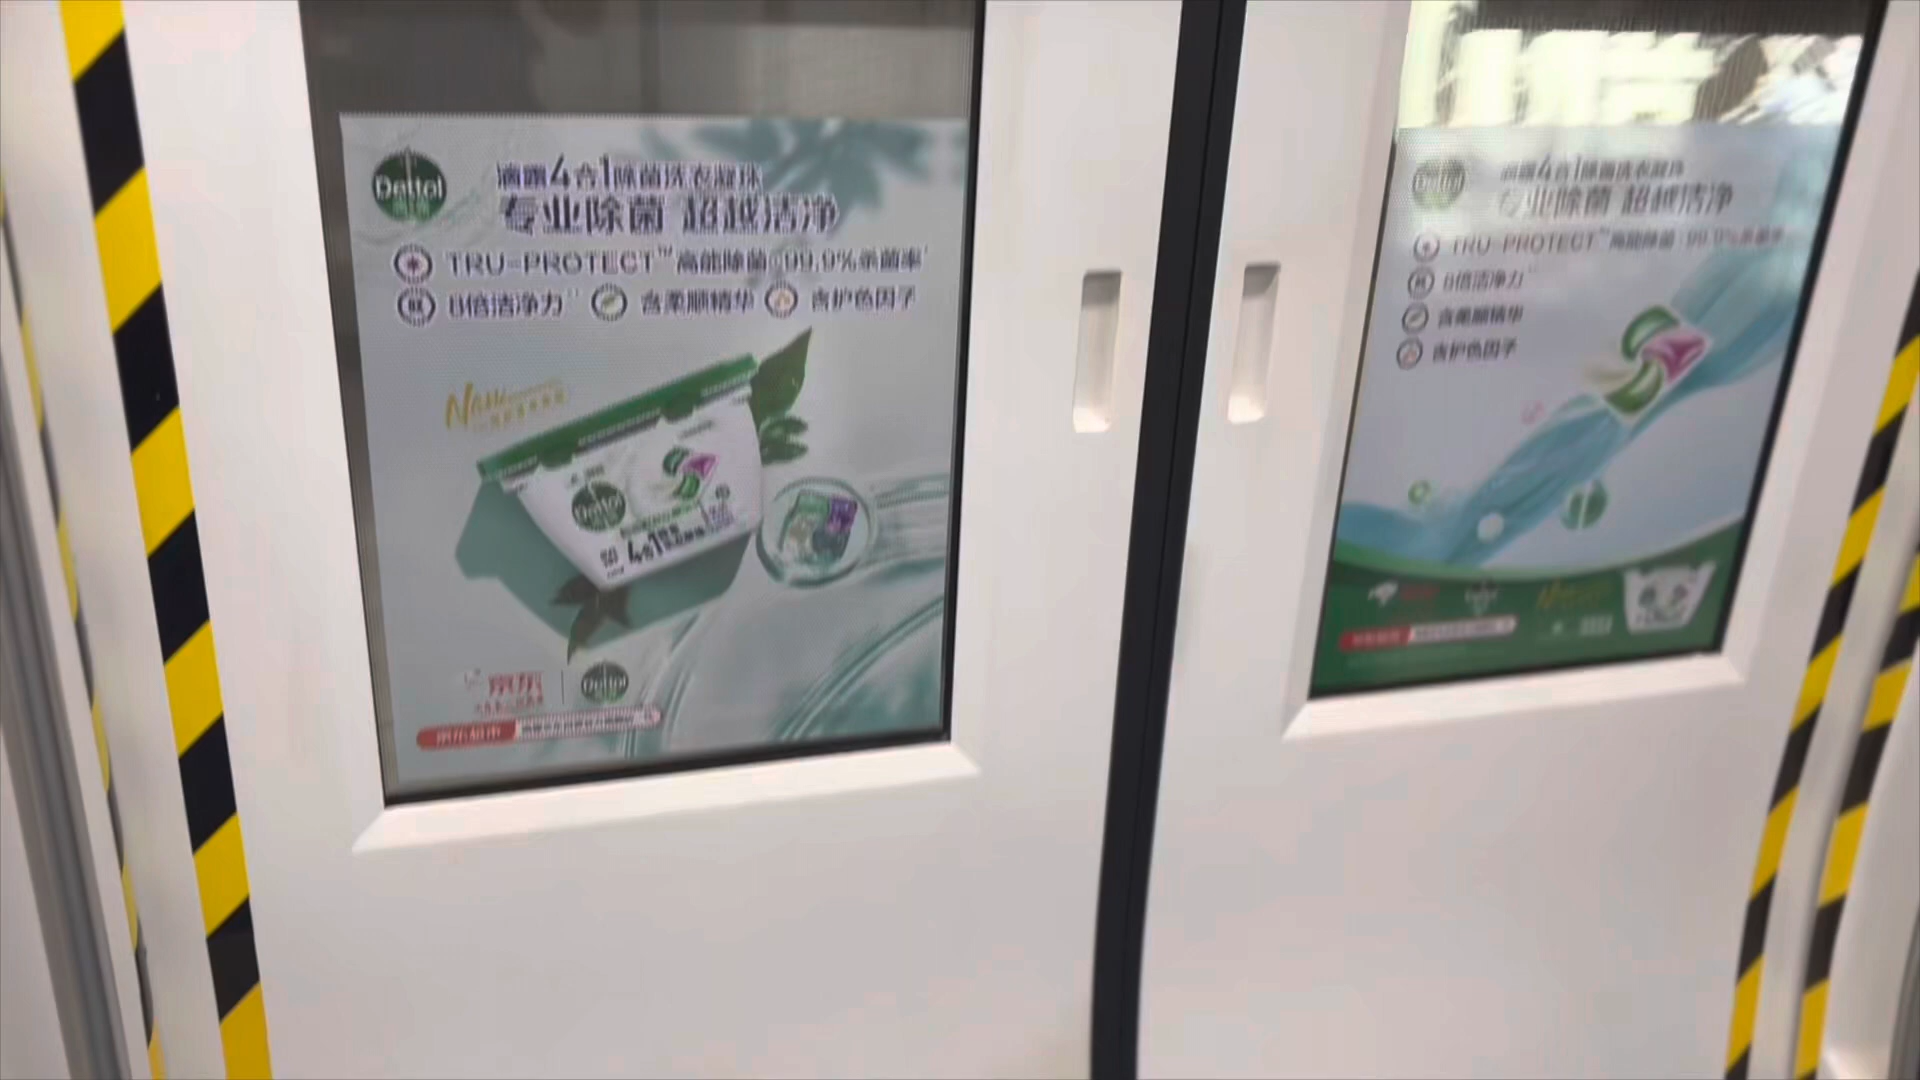 Dettol
滴露4合1除菌洗衣凝珠
专业除菌 超越洁净
TRU-PROTECT™高能除菌 99.9%杀菌率
8倍洁净力 含柔顺精华 含护色因子
New
Dettol
4合1
京东
Dettol
京东超市
Dettol
滴露4合1除菌洗衣凝珠
专业除菌 超越洁净
TRU-PROTECT™高能除菌 99.9%杀菌率
8倍洁净力
含柔顺精华
含护色因子